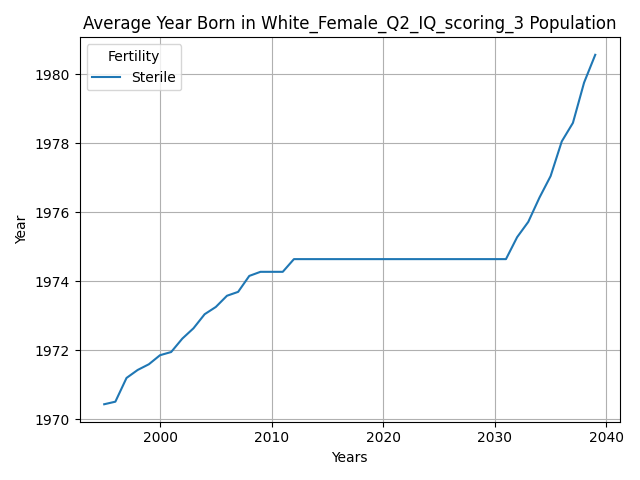 Average Year Born in White_Female_Q2_IQ_scoring_3 Population
Fertility
Sterile
1980
1978
1976
1974
1972
1970
Year
2000 2010 2020 2030 2040
Years